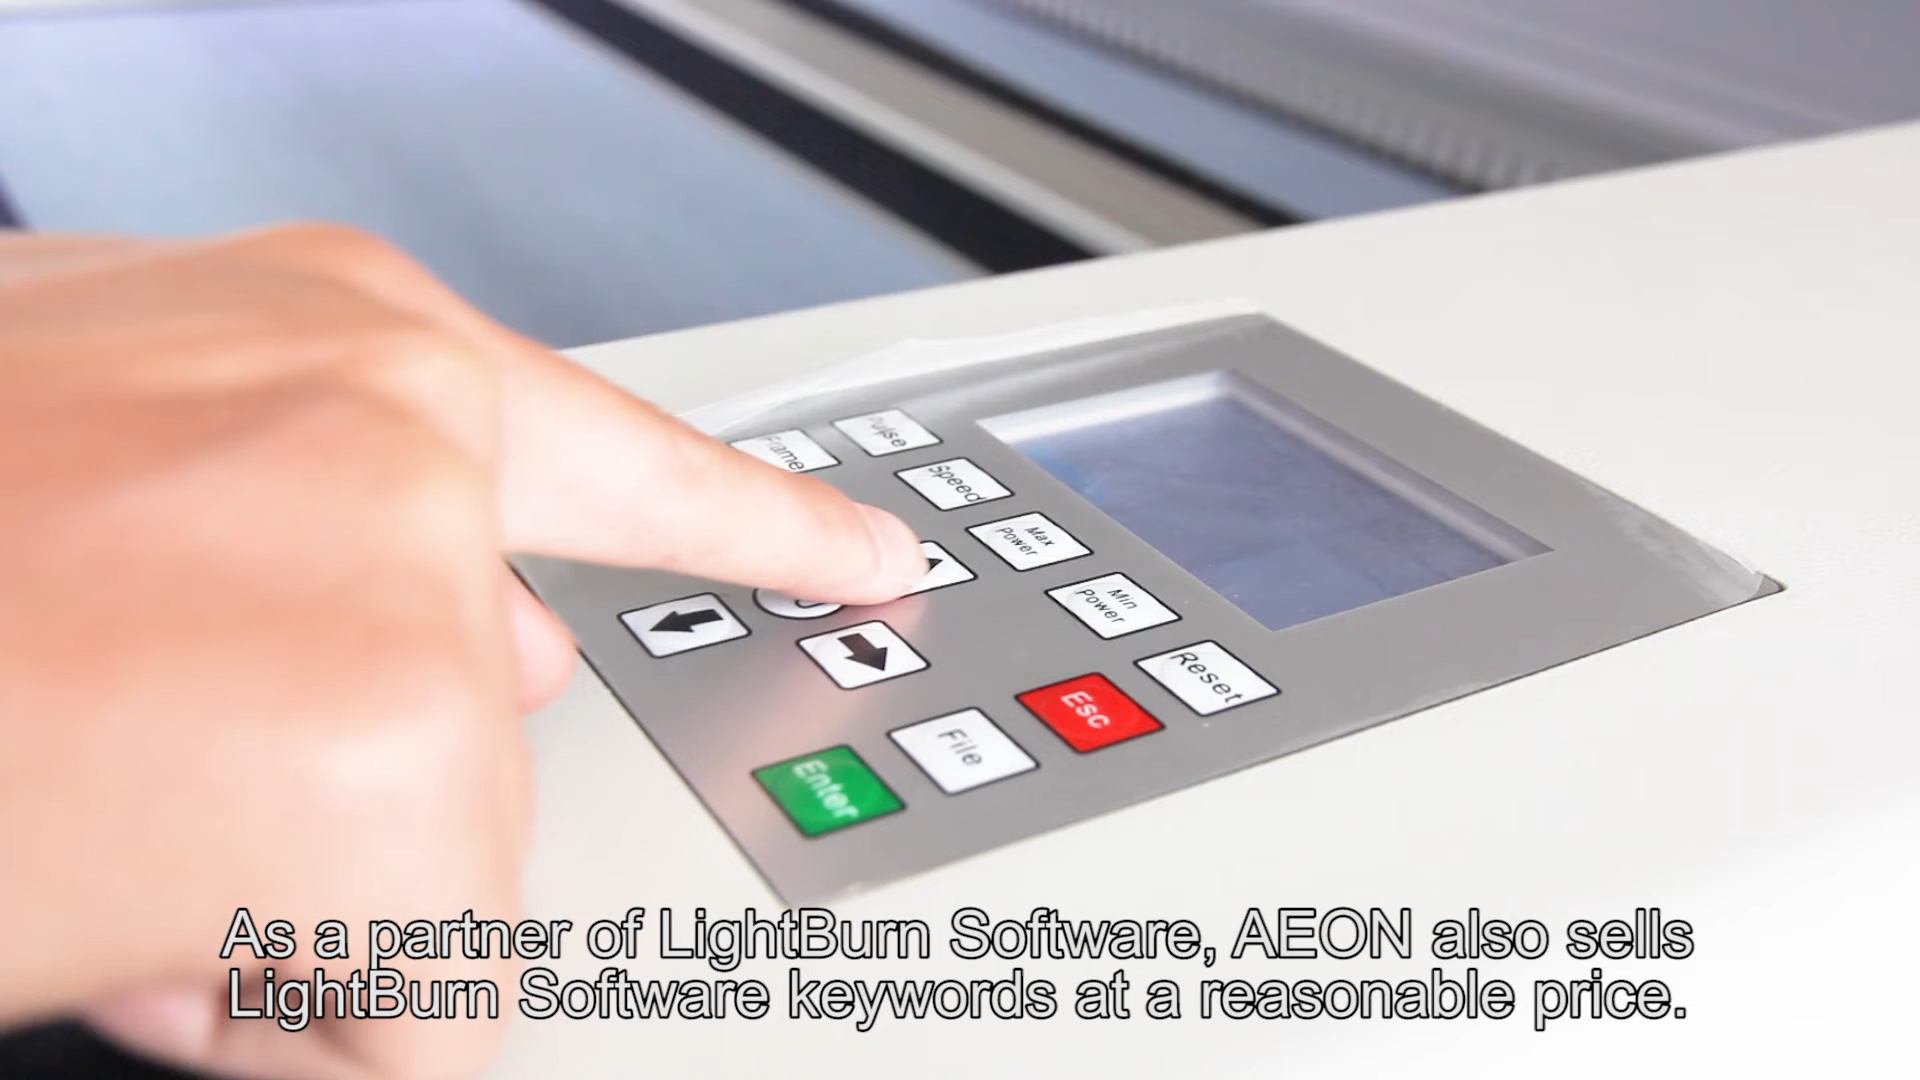 Pulse
Frame
Speed
Max
Power
Min
Power
Reset
Esc
File
Enter
As a partner of LightBurn Software, AEON also sells
LightBurn Software keywords at a reasonable price.